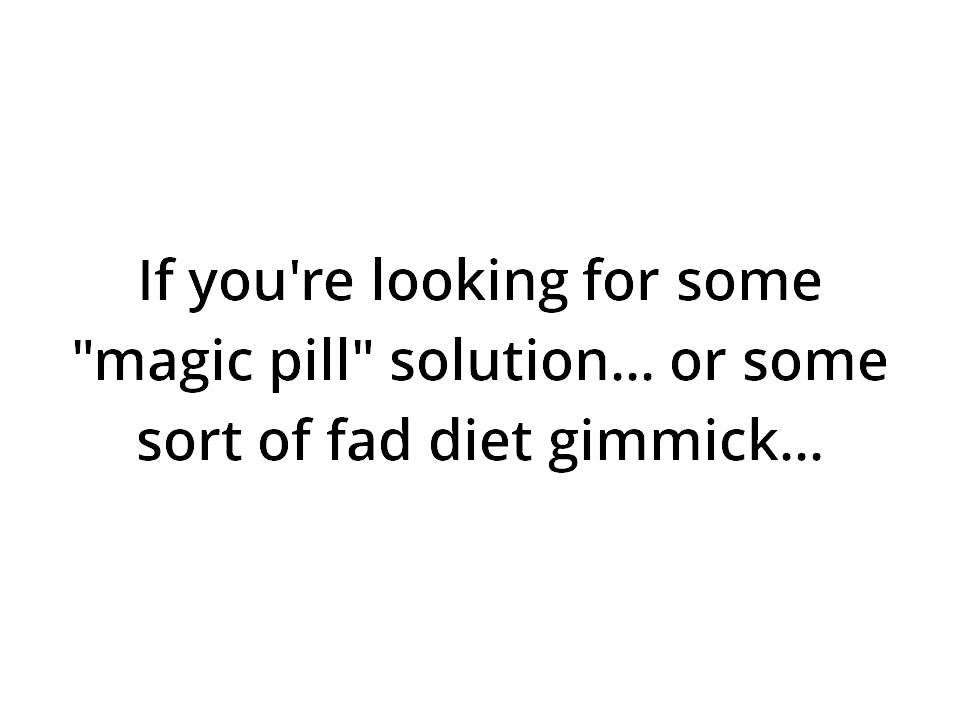 If you're looking for some
"magic pill" solution... or some
sort of fad diet gimmick...